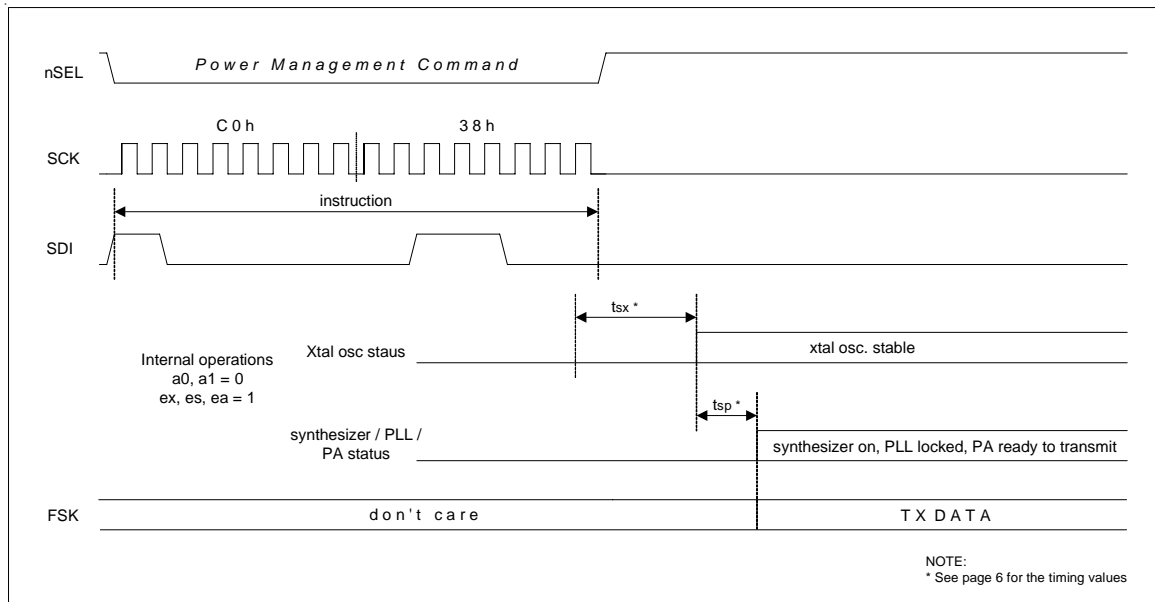 nSEL
Power Management Command
C0h
38h
SCK
instruction
SDI
tsx *
Xtal osc staus
xtal osc. stable
Internal operations
a0, a1 = 0
ex, es, ea = 1
tsp *
synthesizer / PLL /
PA status
synthesizer on, PLL locked, PA ready to transmit
FSK
don't care
TX DATA
NOTE:
* See page 6 for the timing values